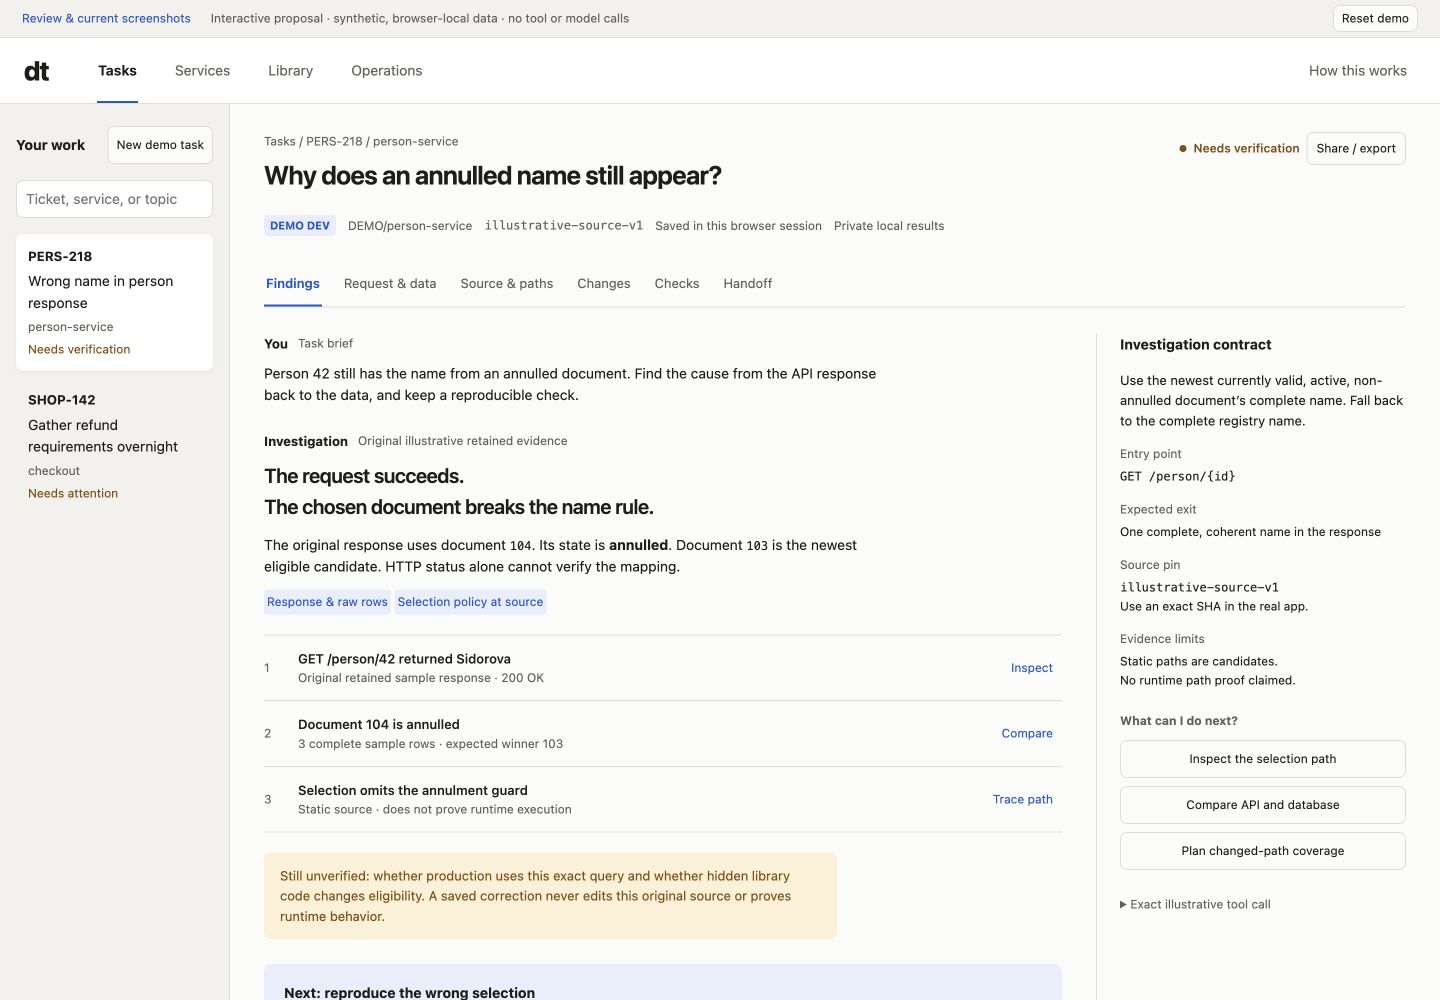 Review & current screenshots
Interactive proposal · synthetic, browser-local data · no tool or model calls
Reset demo
dt
Tasks
Services
Library
Operations
How this works
Your work
New demo task
Ticket, service, or topic
PERS-218
Wrong name in person
response
person-service
Needs verification
SHOP-142
Gather refund
requirements overnight
checkout
Needs attention
Tasks / PERS-218 / person-service
Needs verification
Share / export
Why does an annulled name still appear?
DEMO DEV
DEMO/person-service
illustrative-source-v1
Saved in this browser session
Private local results
Findings
Request & data
Source & paths
Changes
Checks
Handoff
You
Task brief
Person 42 still has the name from an annulled document. Find the cause from the API response
back to the data, and keep a reproducible check.
Investigation
Original illustrative retained evidence
The request succeeds.
The chosen document breaks the name rule.
The original response uses document 104. Its state is annulled. Document 103 is the newest
eligible candidate. HTTP status alone cannot verify the mapping.
Response & raw rows
Selection policy at source
1
GET /person/42 returned Sidorova
Original retained sample response · 200 OK
Inspect
2
Document 104 is annulled
3 complete sample rows · expected winner 103
Compare
3
Selection omits the annulment guard
Static source · does not prove runtime execution
Trace path
Still unverified: whether production uses this exact query and whether hidden library
code changes eligibility. A saved correction never edits this original source or proves
runtime behavior.
Next: reproduce the wrong selection
Investigation contract
Use the newest currently valid, active, non-
annulled document's complete name. Fall back
to the complete registry name.
Entry point
GET /person/{id}
Expected exit
One complete, coherent name in the response
Source pin
illustrative-source-v1
Use an exact SHA in the real app.
Evidence limits
Static paths are candidates.
No runtime path proof claimed.
What can I do next?
Inspect the selection path
Compare API and database
Plan changed-path coverage
Exact illustrative tool call